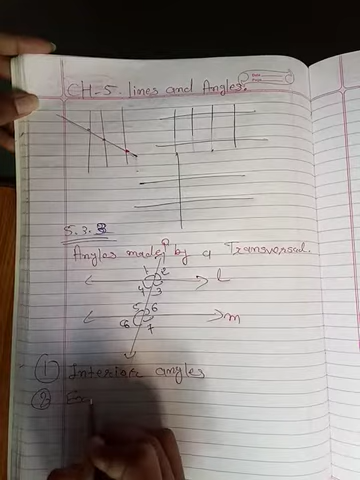 CH-5. Lines and Angles.
5.3.3
Angles made by a Transversal.
1 2
4 3
l
5 6
8 7
m
① Interior angles
② Ex